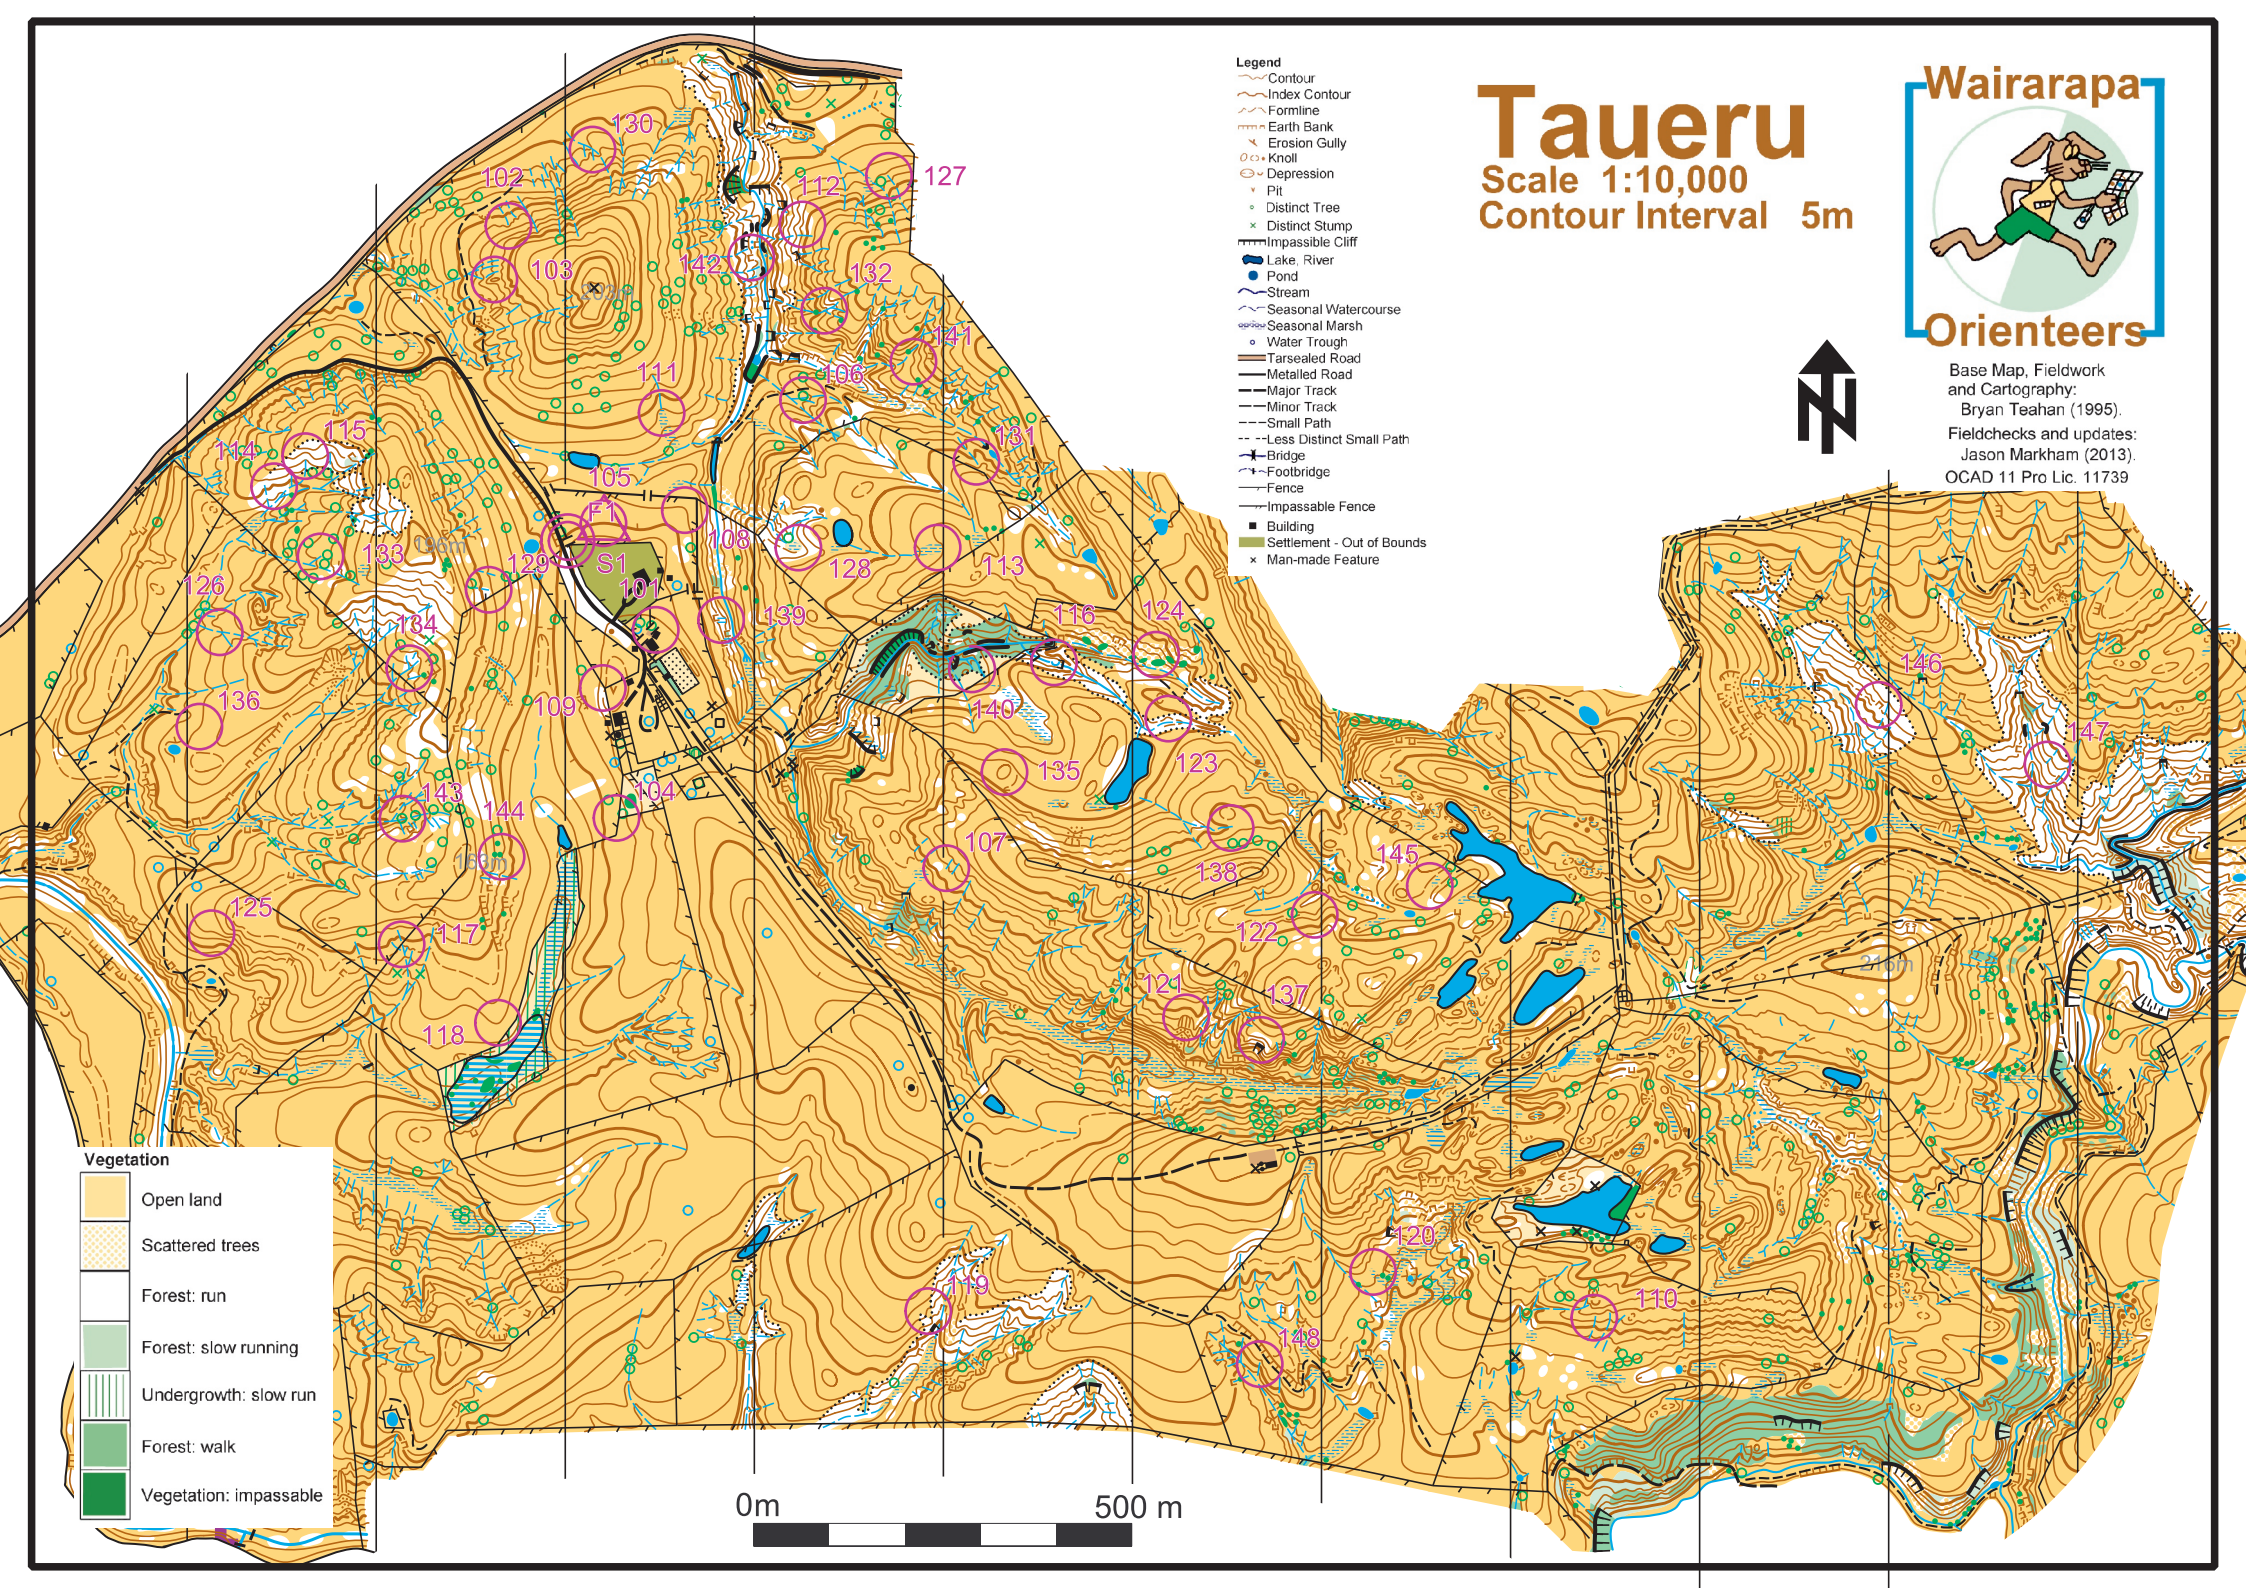 Legend
Contour
Index Contour
Formline
Earth Bank
Erosion Gully
Knoll
Depression
Pit
Distinct Tree
Distinct Stump
Impassible Cliff
Lake, River
Pond
Stream
Seasonal Watercourse
Seasonal Marsh
Water Trough
Tarsealed Road
Metalled Road
Major Track
Minor Track
Small Path
Less Distinct Small Path
Bridge
Footbridge
Fence
Impassable Fence
Building
Settlement - Out of Bounds
Man-made Feature
Taueru
Scale 1:10,000
Contour Interval 5m
Wairarapa
Orienteers
Base Map, Fieldwork
and Cartography:
Bryan Teahan (1995).
Fieldchecks and updates:
Jason Markham (2013).
OCAD 11 Pro Lic. 11739
130
102
112
127
103
203m
142
132
141
111
106
115
114
131
105
F1
108
196m
133
129
S1
128
113
126
101
139
116
124
134
146
136
109
140
147
123
135
143
144
104
163m
107
145
138
125
117
122
216m
121
137
118
120
119
110
148
Vegetation
Open land
Scattered trees
Forest: run
Forest: slow running
Undergrowth: slow run
Forest: walk
Vegetation: impassable
0m
500 m